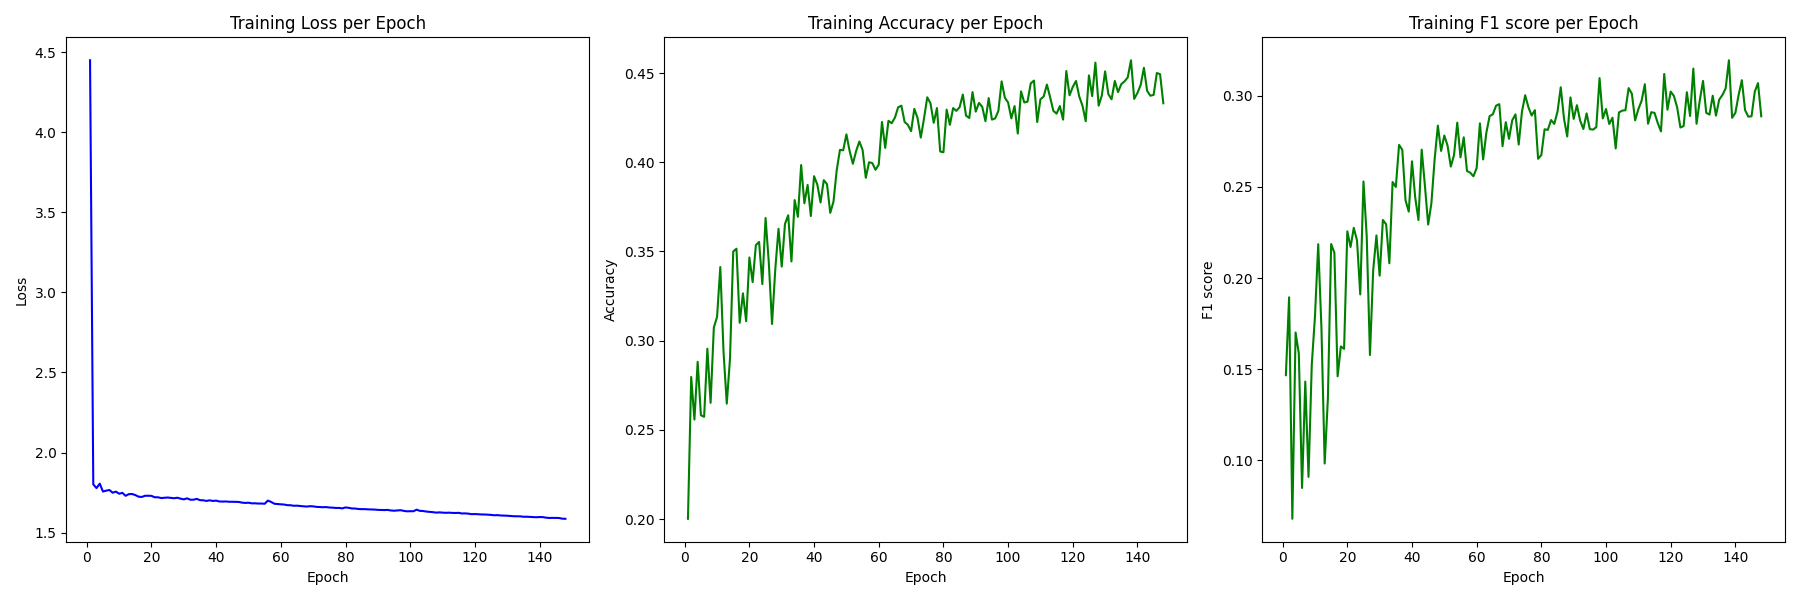 Training Loss per Epoch
4.5
4.0
3.5
3.0
2.5
2.0
1.5
Loss
0 20 40 60 80 100 120 140
Epoch
Training Accuracy per Epoch
0.45
0.40
0.35
0.30
0.25
0.20
Accuracy
0 20 40 60 80 100 120 140
Epoch
Training F1 score per Epoch
0.30
0.25
0.20
0.15
0.10
F1 score
0 20 40 60 80 100 120 140
Epoch